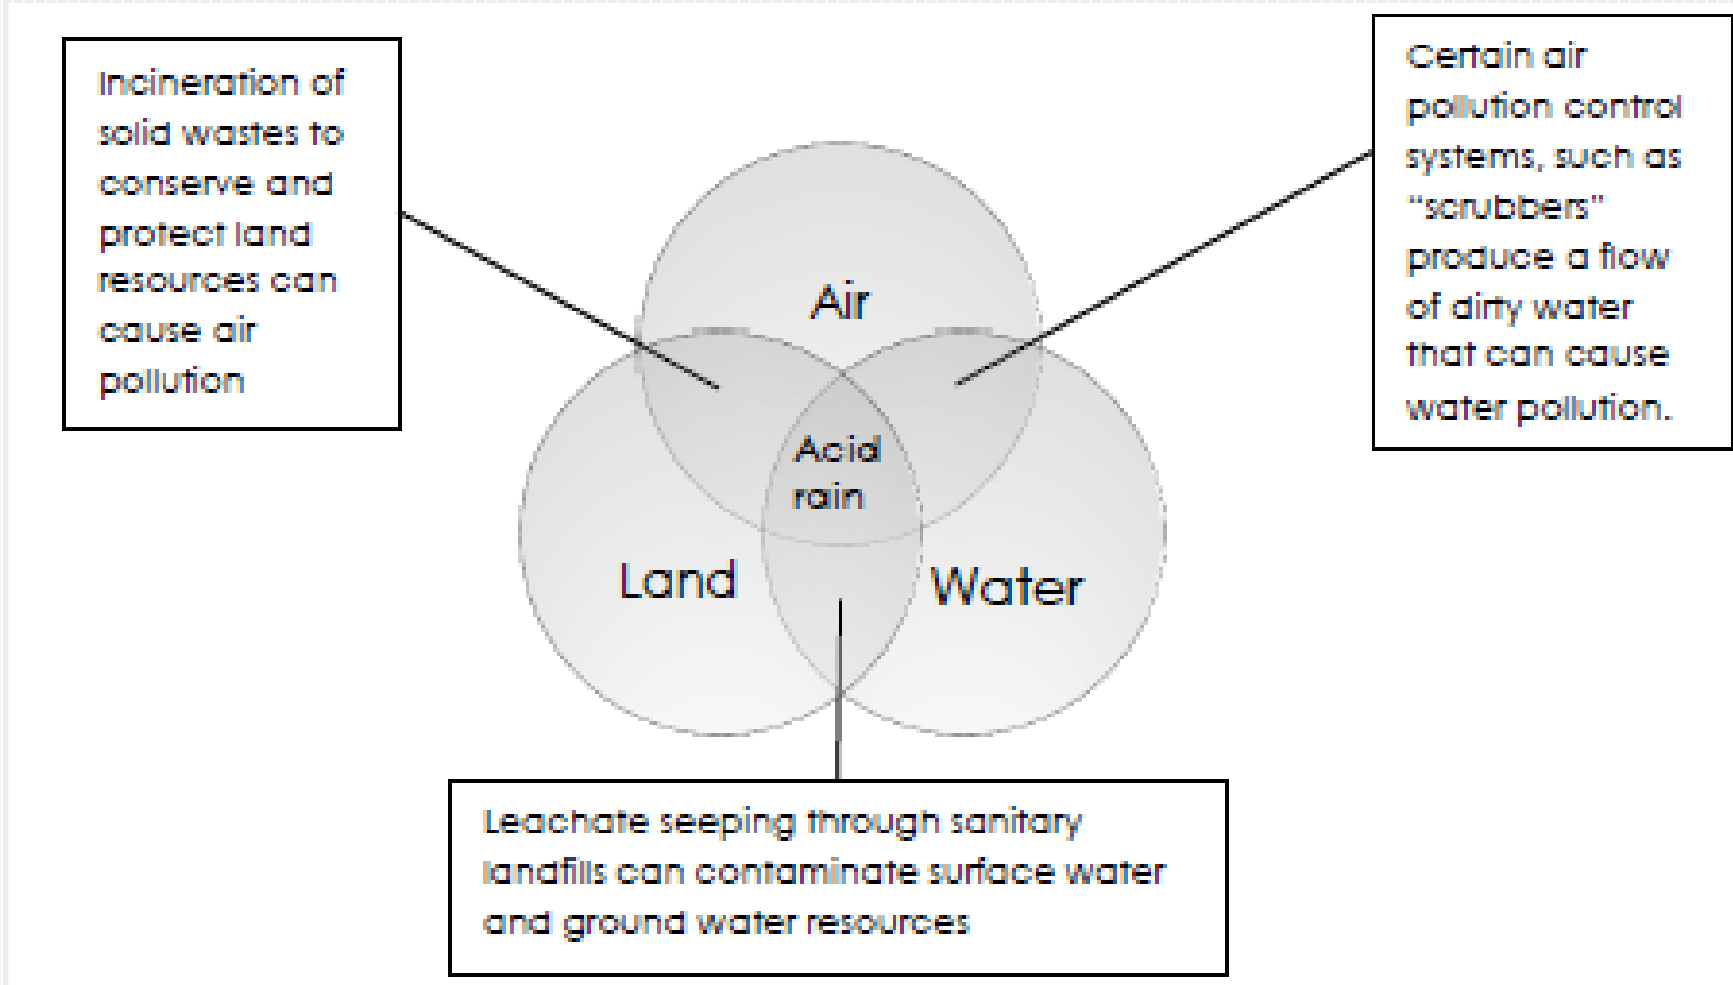 Incineration of
solid wastes to
conserve and
protect land
resources can
cause air
pollution
Certain air
pollution control
systems, such as
“scrubbers”
produce a flow
of dirty water
that can cause
water pollution.
Air
Acid
rain
Land
Water
Leachate seeping through sanitary
landfills can contaminate surface water
and ground water resources